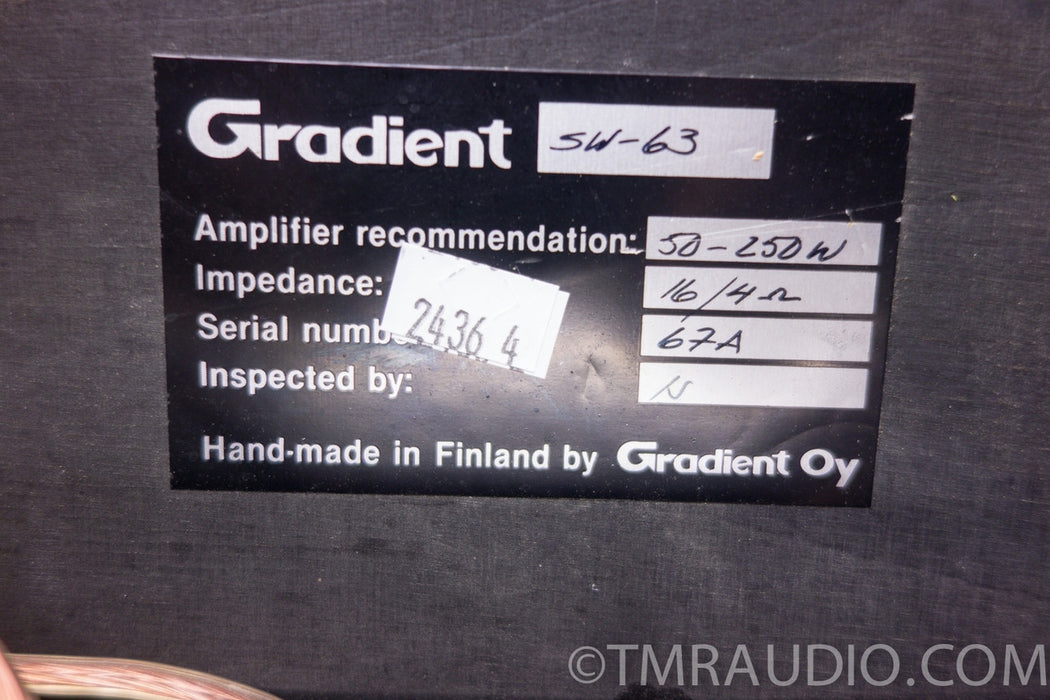 Gradient SW-63
Amplifier recommendation: 50-250W
Impedance: 16/4Ω
Serial numb 67A
2436 4
Inspected by:
Hand-made in Finland by Gradient Oy
©TMRAUDIO.COM